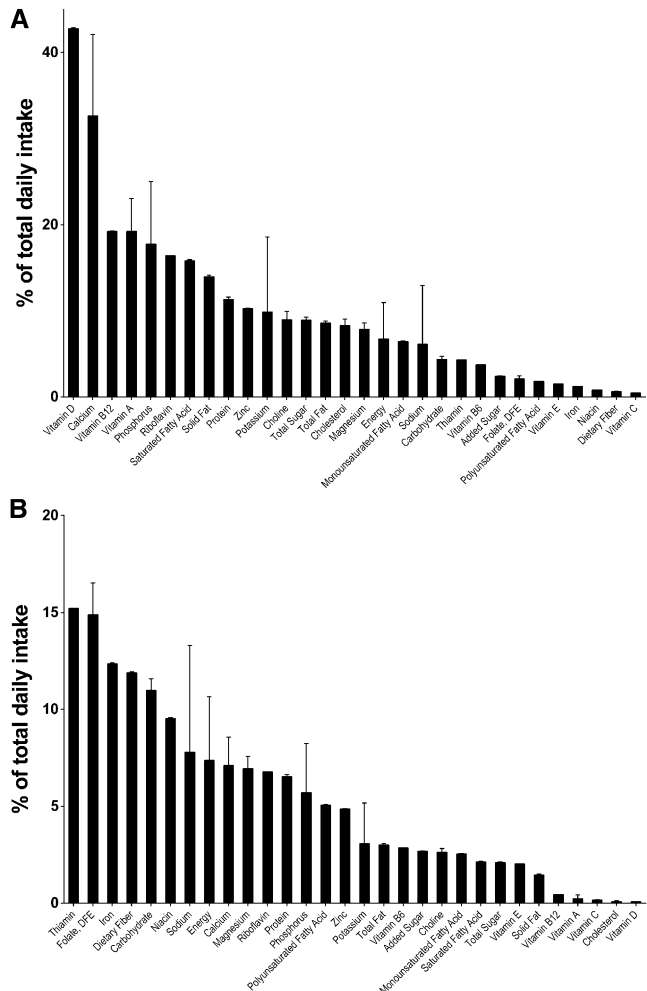 A
% of total daily intake
40
20
0
Vitamin D
Calcium
Vitamin B12
Vitamin A
Phosphorus
Riboflavin
Saturated Fatty Acid
Solid Fat
Protein
Zinc
Potassium
Choline
Total Sugar
Total Fat
Cholesterol
Magnesium
Energy
Monounsaturated Fatty Acid
Sodium
Carbohydrate
Thamin
Vitamin B6
Added Sugar
Folate, DFE
Polyunsaturated Fatty Acid
Vitamin E
Iron
Niacin
Dietary Fiber
Vitamin C
B
% of total daily intake
20
15
10
5
0
Thiamin
Folate, DFE
Iron
Dietary Fiber
Carbohydrate
Niacin
Sodium
Energy
Calcium
Magnesium
Riboflavin
Protein
Phosphorus
Polyunsaturated Fatty Acid
Zinc
Potassium
Total Fat
Vitamin B6
Added Sugar
Choline
Monounsaturated Fatty Acid
Saturated Fatty Acid
Total Sugar
Vitamin E
Solid Fat
Vitamin B12
Vitamin A
Vitamin C
Cholesterol
Vitamin D